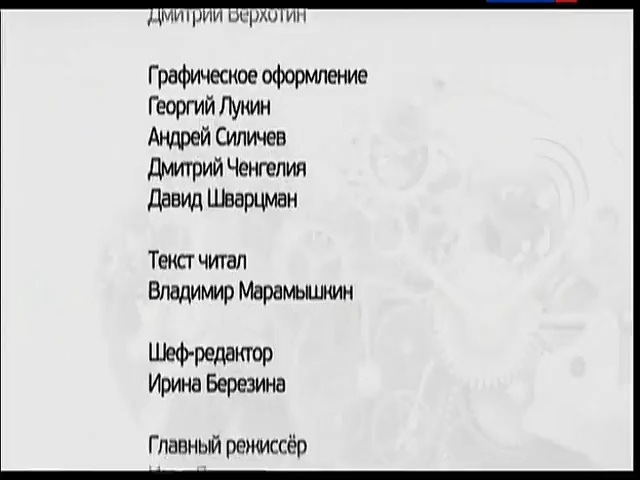 Дмитрий Верхотин
Графическое оформление
Георгий Лукин
Андрей Силичев
Дмитрий Ченгелия
Давид Шварцман
Текст читал
Владимир Марамышкин
Шеф-редактор
Ирина Березина
Главный режиссёр